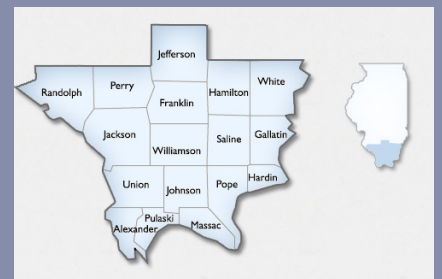 Jefferson
Randolph
Perry
Franklin
Hamilton
White
Jackson
Williamson
Saline
Gallatin
Union
Johnson
Pope
Hardin
Alexander
Pulaski
Massac